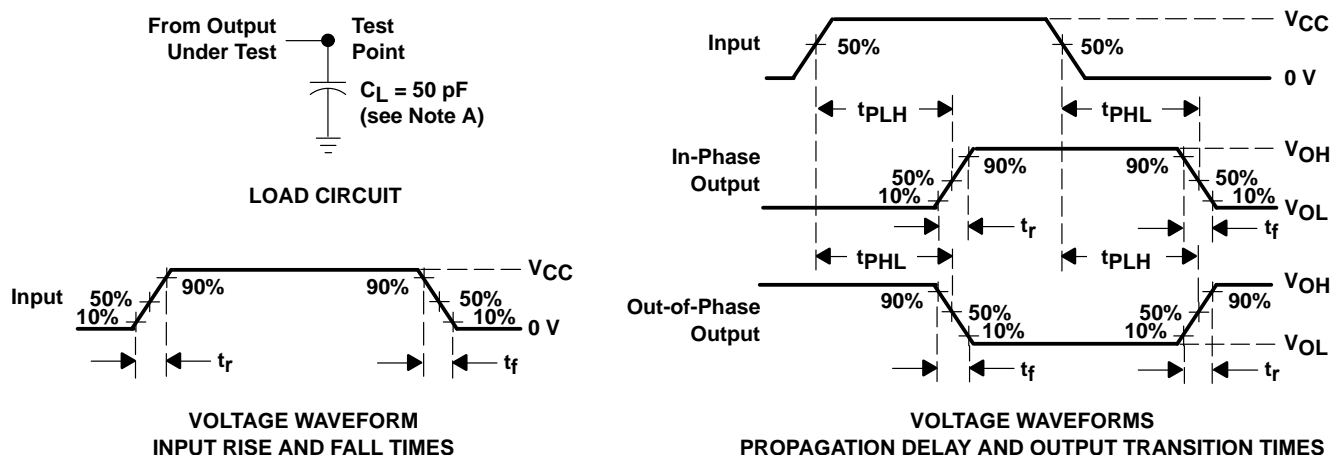 From Output
Under Test
Test
Point
CL = 50 pF
(see Note A)
LOAD CIRCUIT
Input
50%
10%
90%
90%
50%
10%
VCC
0 V
tr
tf
VOLTAGE WAVEFORM
INPUT RISE AND FALL TIMES
Input
50%
50%
VCC
0 V
tPLH
tPHL
In-Phase
Output
50%
10%
90%
90%
50%
10%
VOH
VOL
tr
tf
tPHL
tPLH
Out-of-Phase
Output
90%
50%
10%
50%
10%
90%
VOH
VOL
tf
tr
VOLTAGE WAVEFORMS
PROPAGATION DELAY AND OUTPUT TRANSITION TIMES